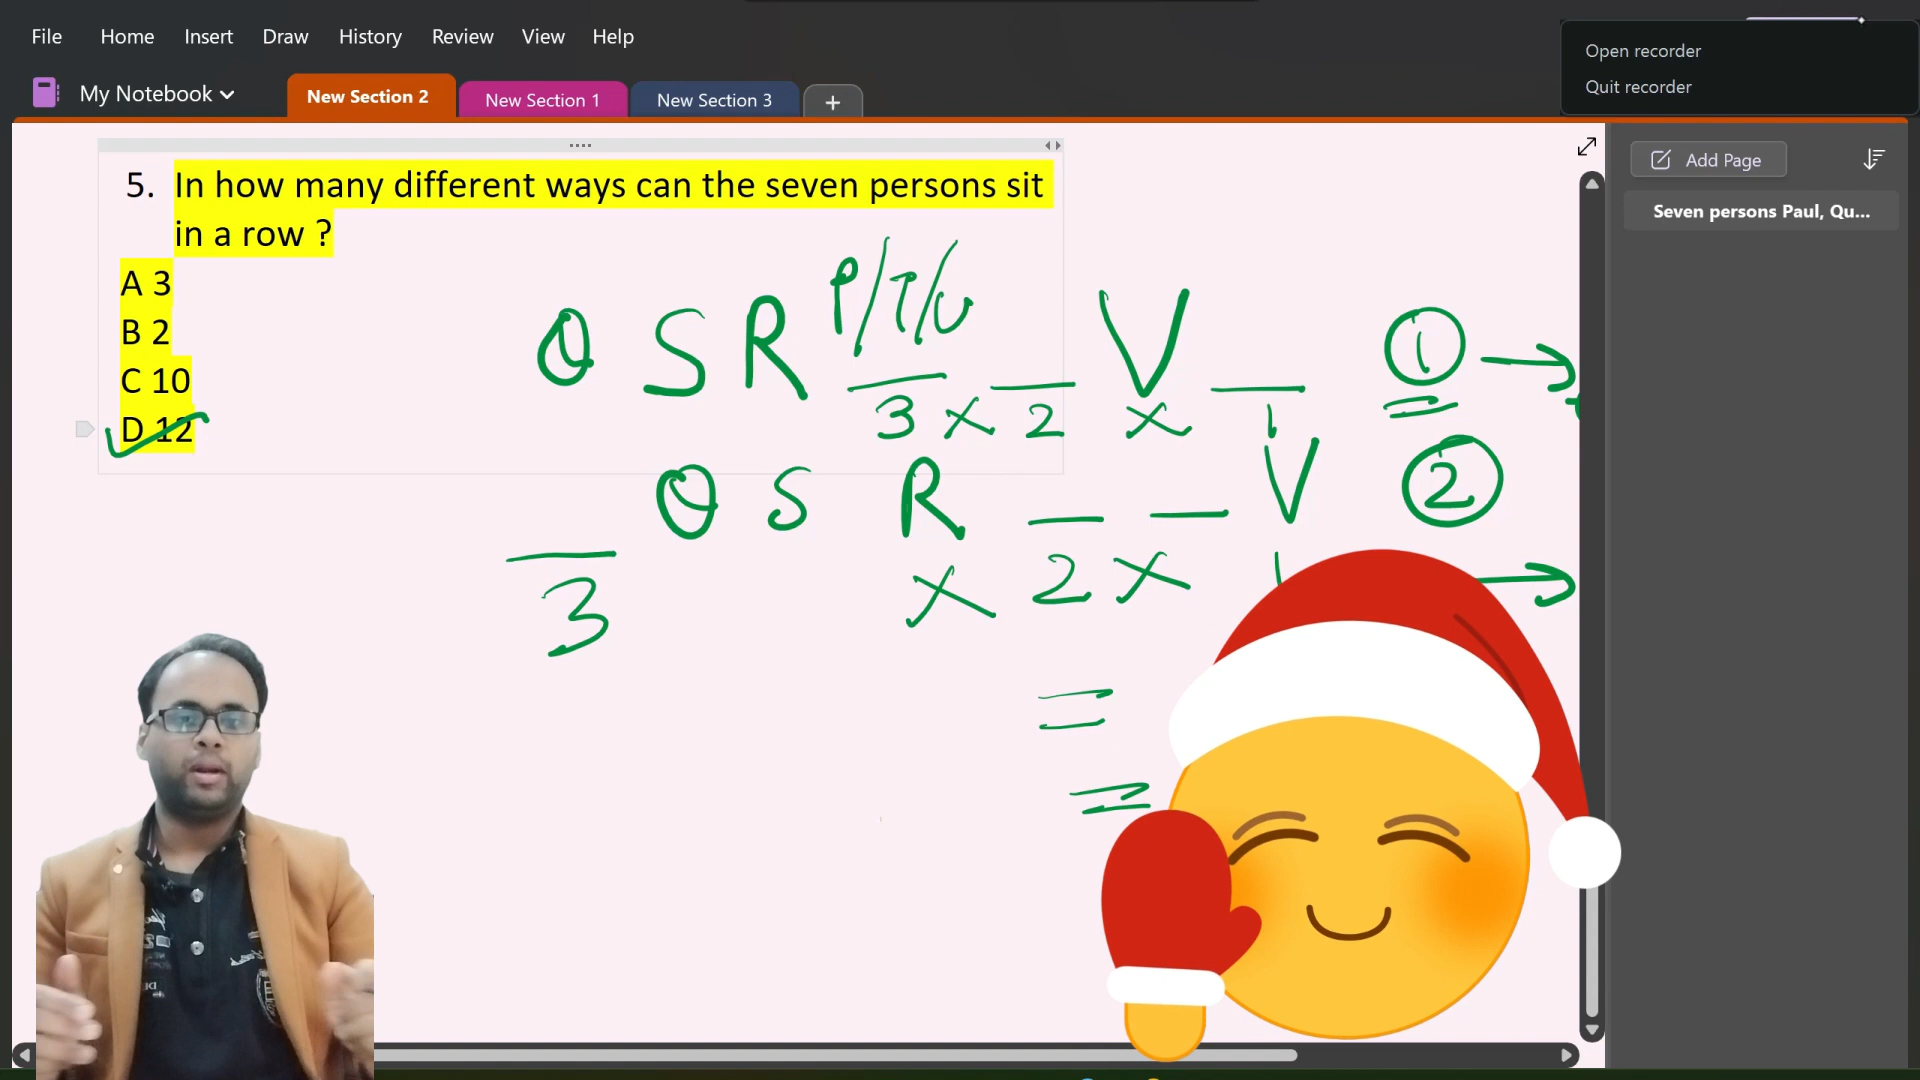 File Home Insert Draw History Review View Help
Open recorder
Quit recorder
My Notebook New Section 2 New Section 1 New Section 3 +
Add Page
Seven persons Paul, Qu...
5. In how many different ways can the seven persons sit
in a row ?
A 3
B 2
C 10
D 12
P/T/U
Q S R _ _ V _ 1
3 × 2 × 1
_ Q S R _ _ V 2
3 × 2 × 1
=
=